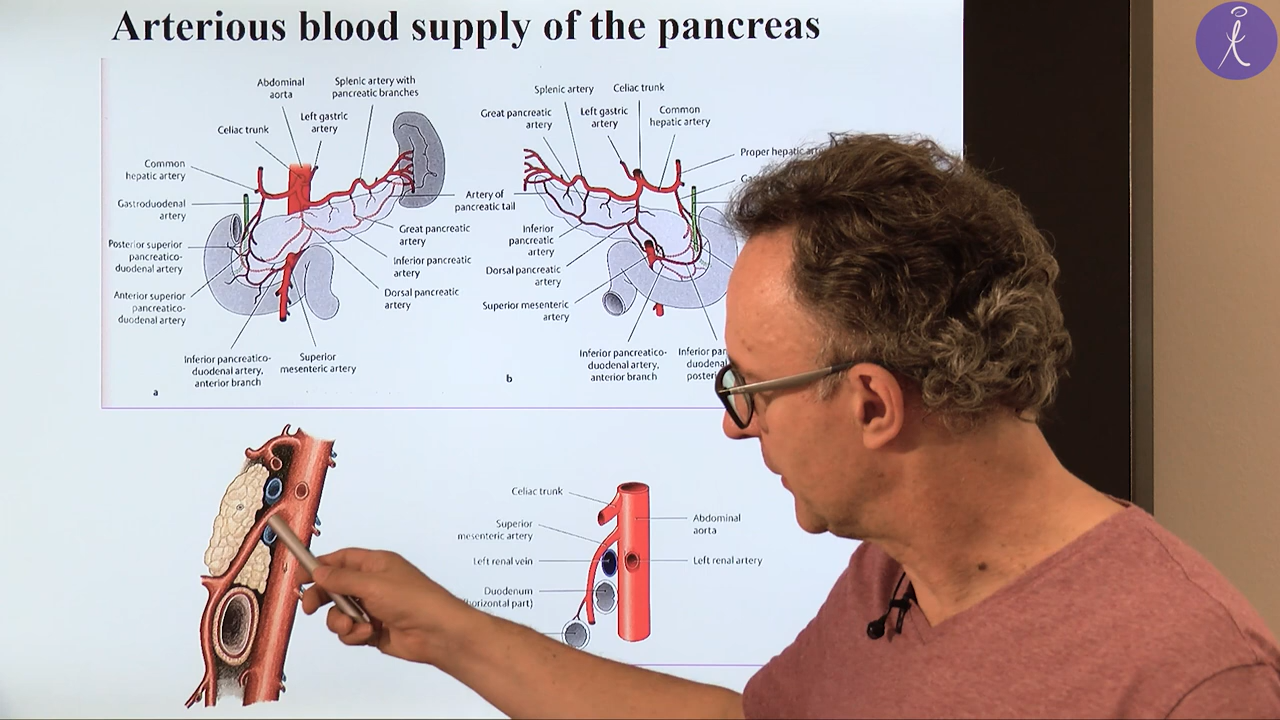 Arterious blood supply of the pancreas
Abdominal
aorta
Splenic artery with
pancreatic branches
Celiac trunk
Left gastric
artery
Common
hepatic artery
Gastroduodenal
artery
Posterior superior
pancreatico-
duodenal artery
Anterior superior
pancreatico-
duodenal artery
Inferior pancreatico-
duodenal artery,
anterior branch
Superior
mesenteric artery
Artery of
pancreatic tail
Great pancreatic
artery
Inferior pancreatic
artery
Dorsal pancreatic
artery
a
Splenic artery
Celiac trunk
Great pancreatic
artery
Left gastric
artery
Common
hepatic artery
Proper hepatic
Inferior
pancreatic
artery
Dorsal pancreatic
artery
Superior mesenteric
artery
Inferior pancreatico-
duodenal artery,
anterior branch
Inferior
b
Celiac trunk
Superior
mesenteric artery
Left renal vein
Duodenum
(horizontal part)
Abdominal
aorta
Left renal artery